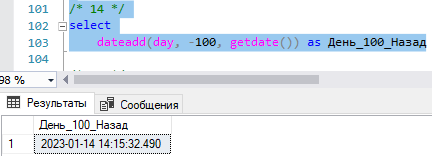 101
/* 14 */
102
select
103
dateadd(day, -100, getdate()) as День_100_Назад
104
98 %
Результаты
Сообщения
День_100_Назад
1
2023-01-14 14:15:32.490